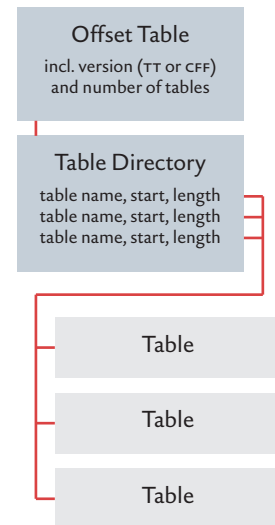 Offset Table
incl. version (TT or CFF)
and number of tables
Table Directory
table name, start, length
table name, start, length
table name, start, length
Table
Table
Table